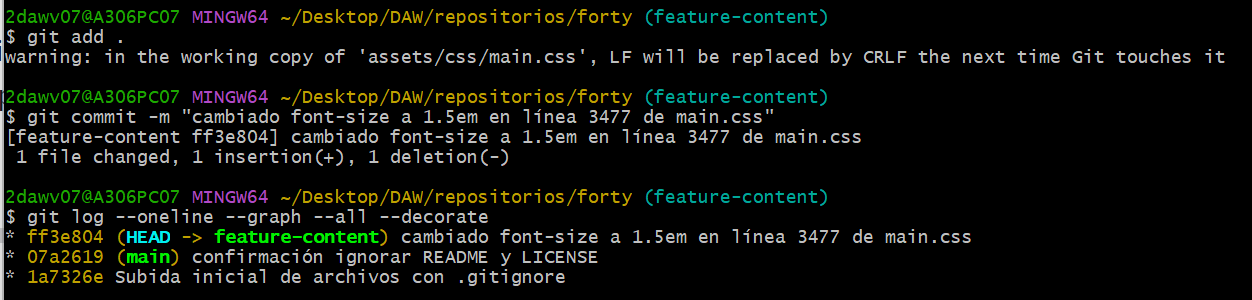 2dawv07@A306PC07 MINGW64 ~/Desktop/DAW/repositorios/forty (feature-content)
$ git add .
warning: in the working copy of 'assets/css/main.css', LF will be replaced by CRLF the next time Git touches it
2dawv07@A306PC07 MINGW64 ~/Desktop/DAW/repositorios/forty (feature-content)
$ git commit -m "cambiado font-size a 1.5em en línea 3477 de main.css"
[feature-content ff3e804] cambiado font-size a 1.5em en línea 3477 de main.css
 1 file changed, 1 insertion(+), 1 deletion(-)
2dawv07@A306PC07 MINGW64 ~/Desktop/DAW/repositorios/forty (feature-content)
$ git log --oneline --graph --all --decorate
* ff3e804 (HEAD -> feature-content) cambiado font-size a 1.5em en línea 3477 de main.css
* 07a2619 (main) confirmación ignorar README y LICENSE
* 1a7326e Subida inicial de archivos con .gitignore